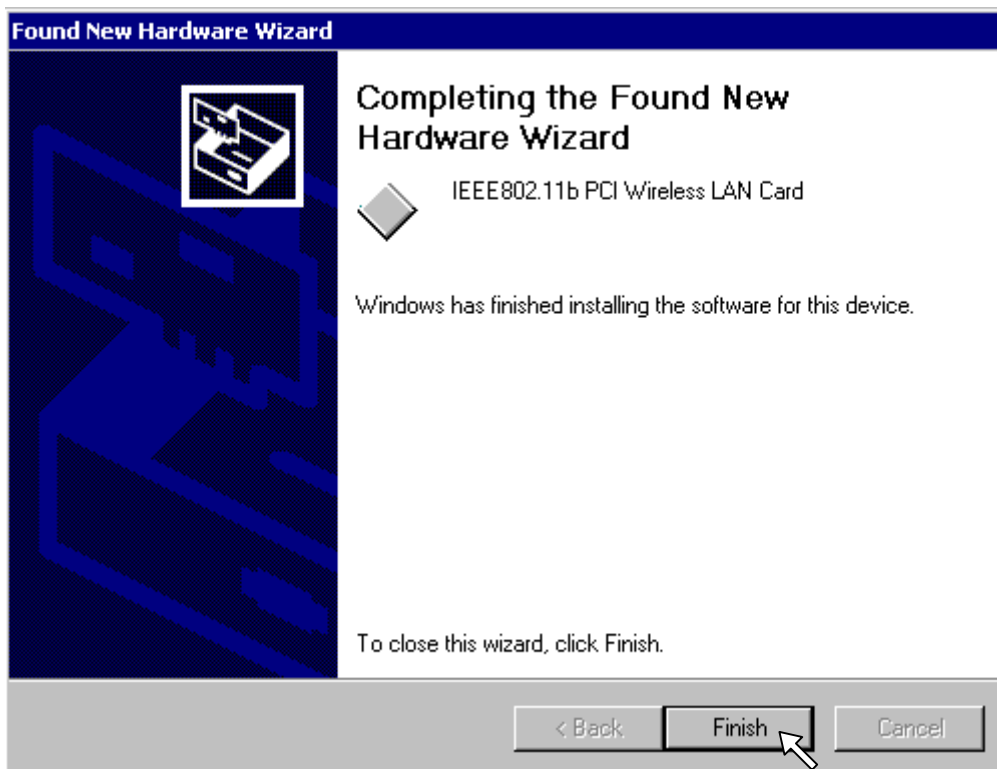 Found New Hardware Wizard
Completing the Found New
Hardware Wizard
IEEE802.11b PCI Wireless LAN Card
Windows has finished installing the software for this device.
To close this wizard, click Finish.
< Back
Finish
Cancel